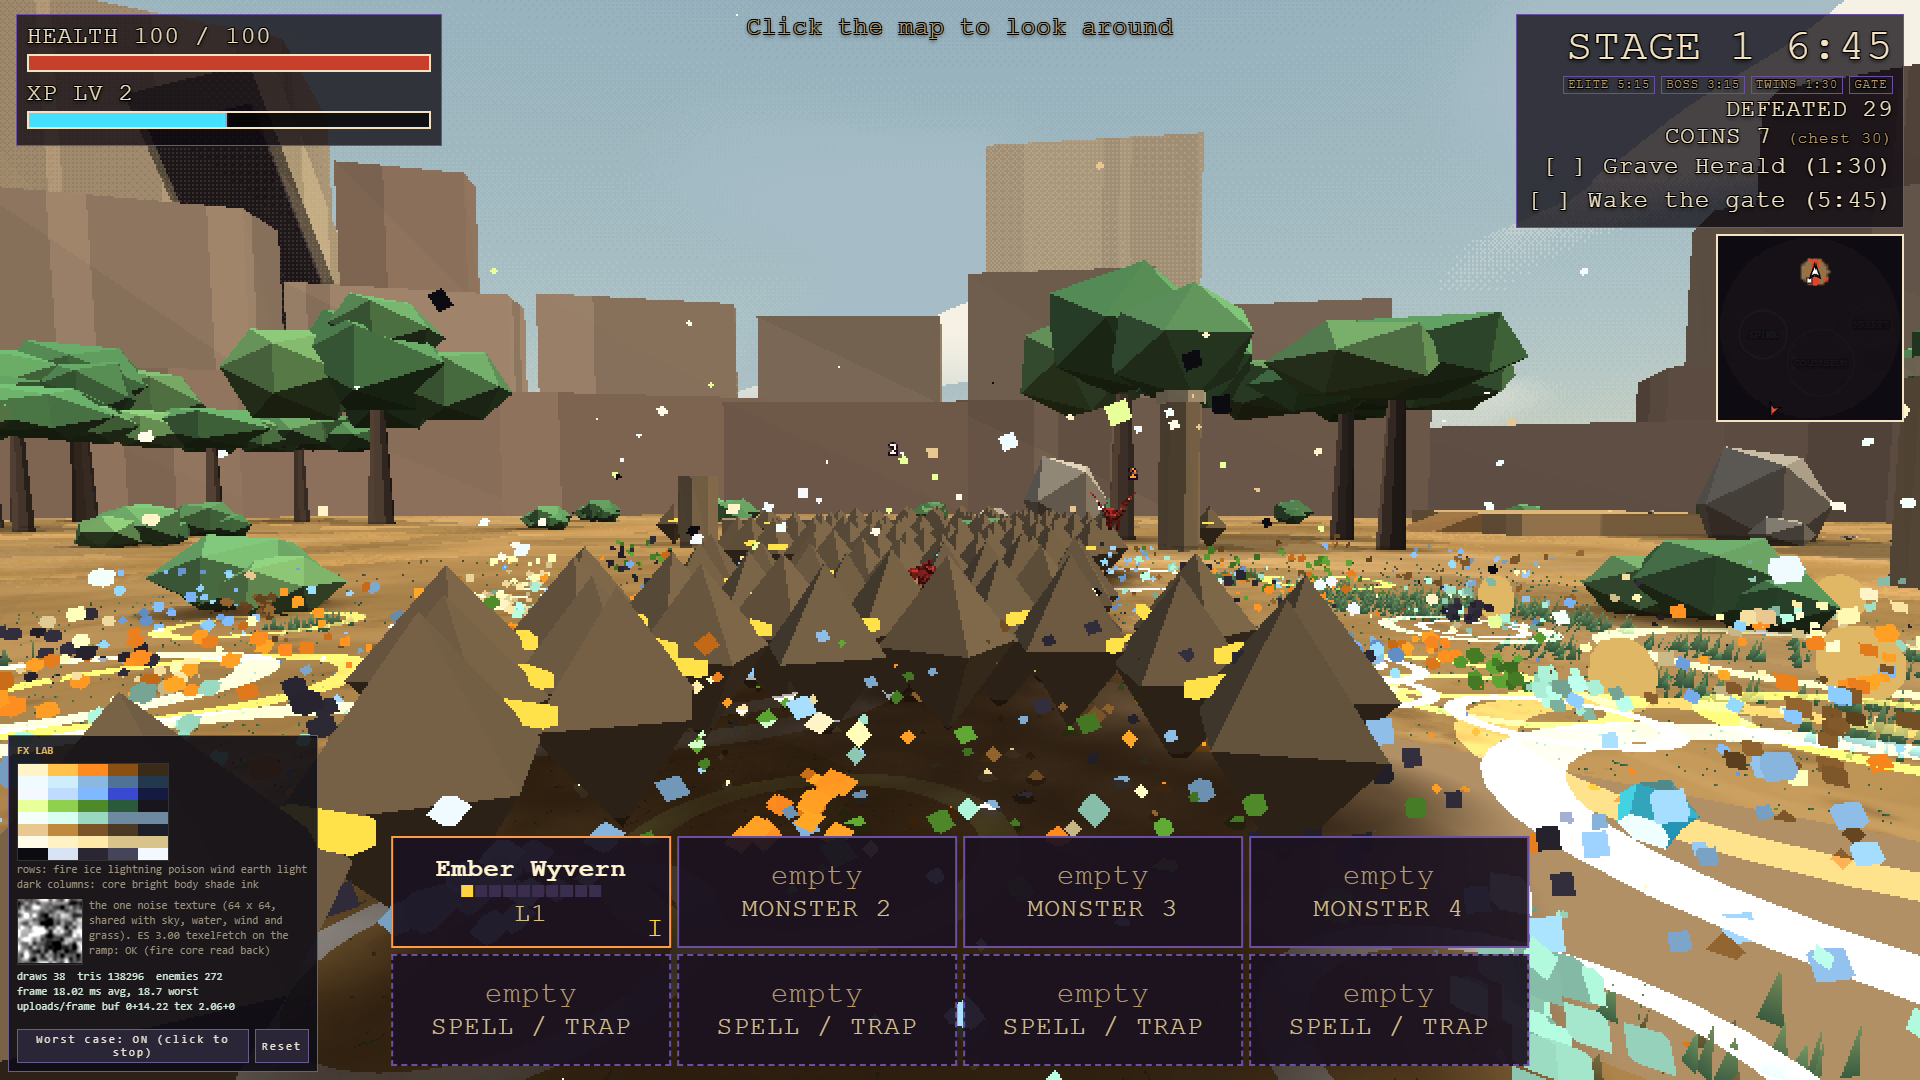 HEALTH 100 / 100
XP LV 2
Click the map to look around
STAGE 1 6:45
ELITE 5:15 BOSS 3:15 TWINS 1:30 GATE
DEFEATED 29
COINS 7 (chest 30)
[ ] Grave Herald (1:30)
[ ] Wake the gate (5:45)
2
2
FX LAB
rows: fire ice lightning poison wind earth light
dark columns: core bright body shade ink
the one noise texture (64 x 64,
shared with sky, water, wind and
grass). ES 3.00 texelFetch on the
ramp: OK (fire core read back)
draws 38 tris 138296 enemies 272
frame 18.02 ms avg, 18.7 worst
uploads/frame buf 0+14.22 tex 2.06+0
Worst case: ON (click to
stop)
Reset
Ember Wyvern
L1
I
empty
MONSTER 2
empty
MONSTER 3
empty
MONSTER 4
empty
SPELL / TRAP
empty
SPELL / TRAP
empty
SPELL / TRAP
empty
SPELL / TRAP